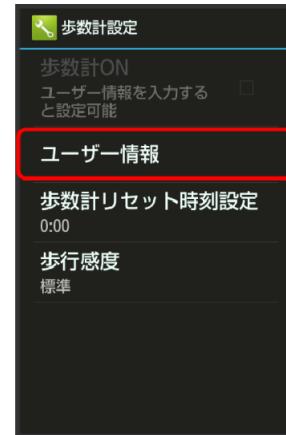 歩数計設定
歩数計ON
ユーザー情報を入力する
と設定可能
ユーザー情報
歩数計リセット時刻設定
0:00
歩行感度
標準